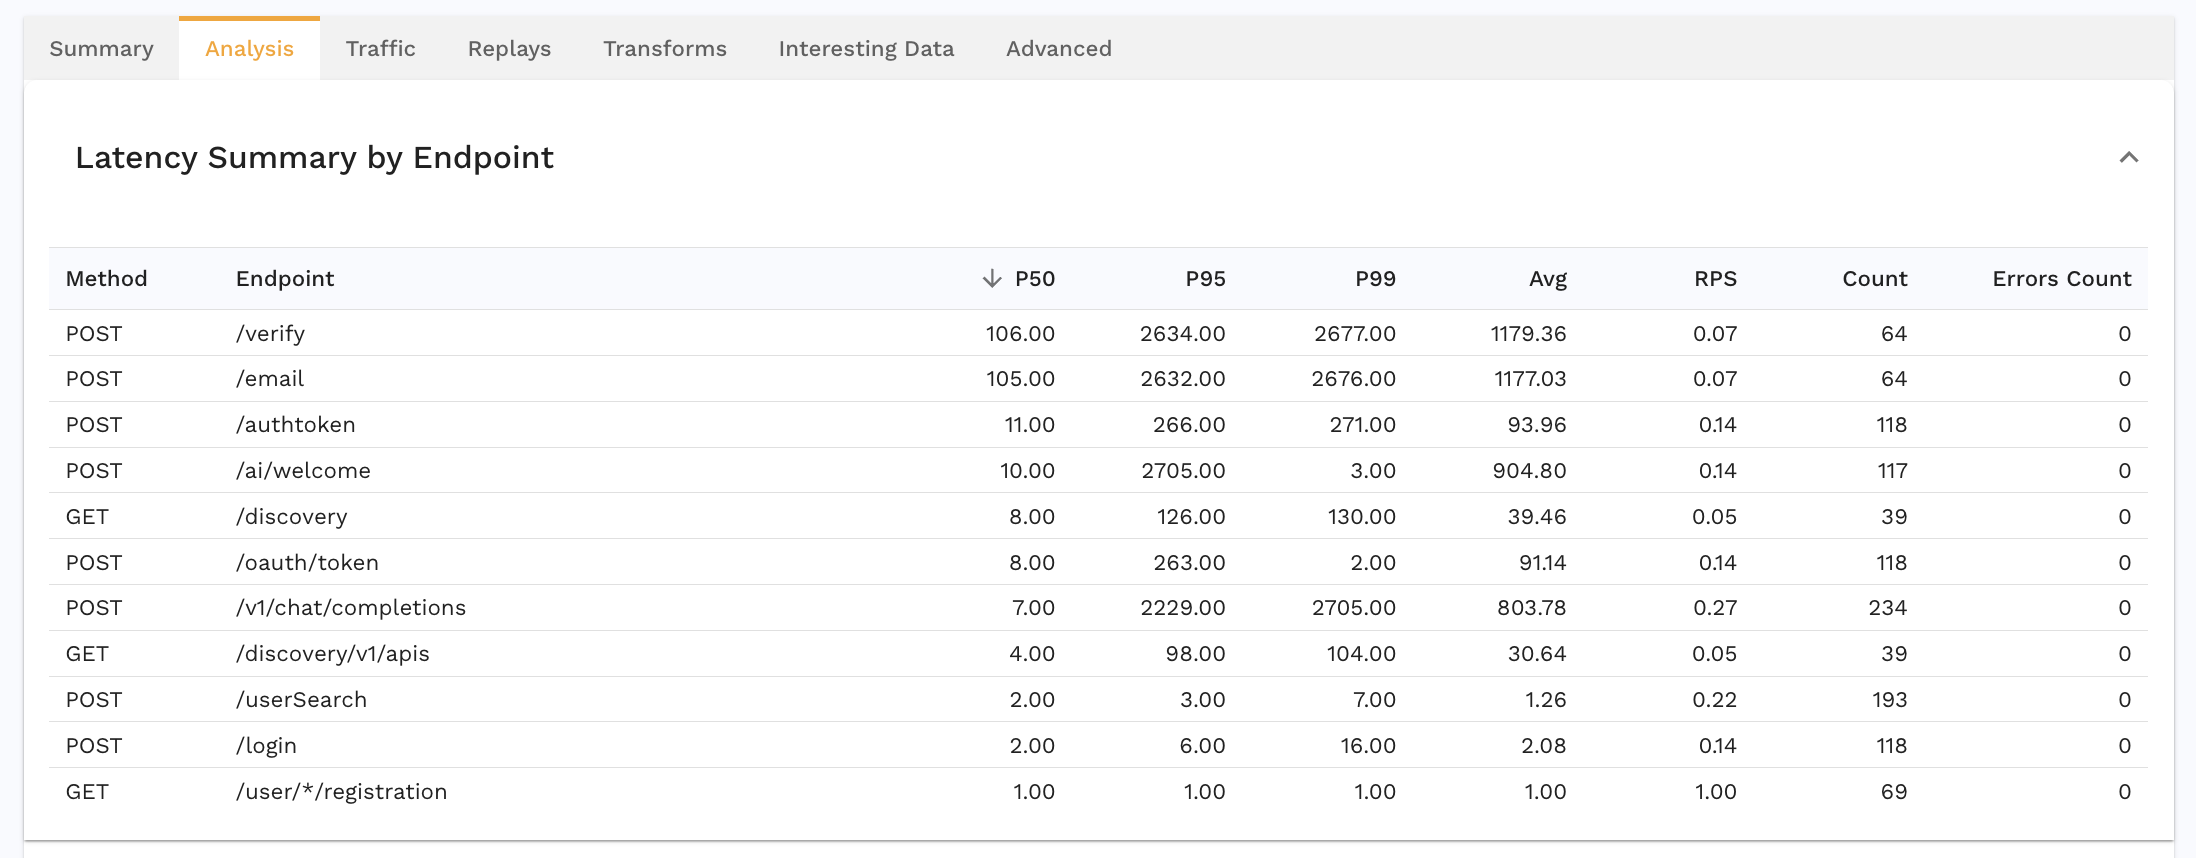 Summary Analysis Traffic Replays Transforms Interesting Data Advanced
Latency Summary by Endpoint
Method Endpoint ↓ P50 P95 P99 Avg RPS Count Errors Count
POST /verify 106.00 2634.00 2677.00 1179.36 0.07 64 0
POST /email 105.00 2632.00 2676.00 1177.03 0.07 64 0
POST /authtoken 11.00 266.00 271.00 93.96 0.14 118 0
POST /ai/welcome 10.00 2705.00 3.00 904.80 0.14 117 0
GET /discovery 8.00 126.00 130.00 39.46 0.05 39 0
POST /oauth/token 8.00 263.00 2.00 91.14 0.14 118 0
POST /v1/chat/completions 7.00 2229.00 2705.00 803.78 0.27 234 0
GET /discovery/v1/apis 4.00 98.00 104.00 30.64 0.05 39 0
POST /userSearch 2.00 3.00 7.00 1.26 0.22 193 0
POST /login 2.00 6.00 16.00 2.08 0.14 118 0
GET /user/*/registration 1.00 1.00 1.00 1.00 1.00 69 0